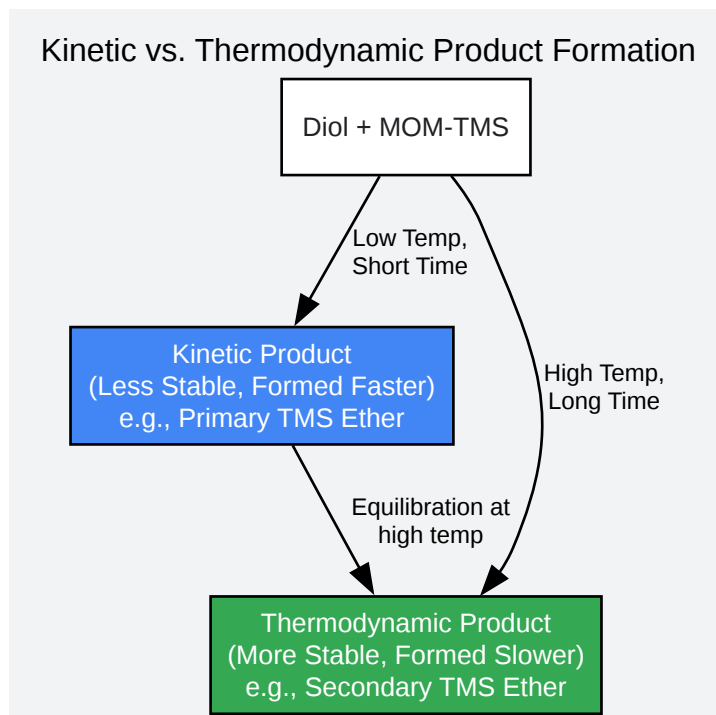 Kinetic vs. Thermodynamic Product Formation
Diol + MOM-TMS
Low Temp,
Short Time
Kinetic Product
(Less Stable, Formed Faster)
e.g., Primary TMS Ether
High Temp,
Long Time
Equilibration at
high temp
Thermodynamic Product
(More Stable, Formed Slower)
e.g., Secondary TMS Ether